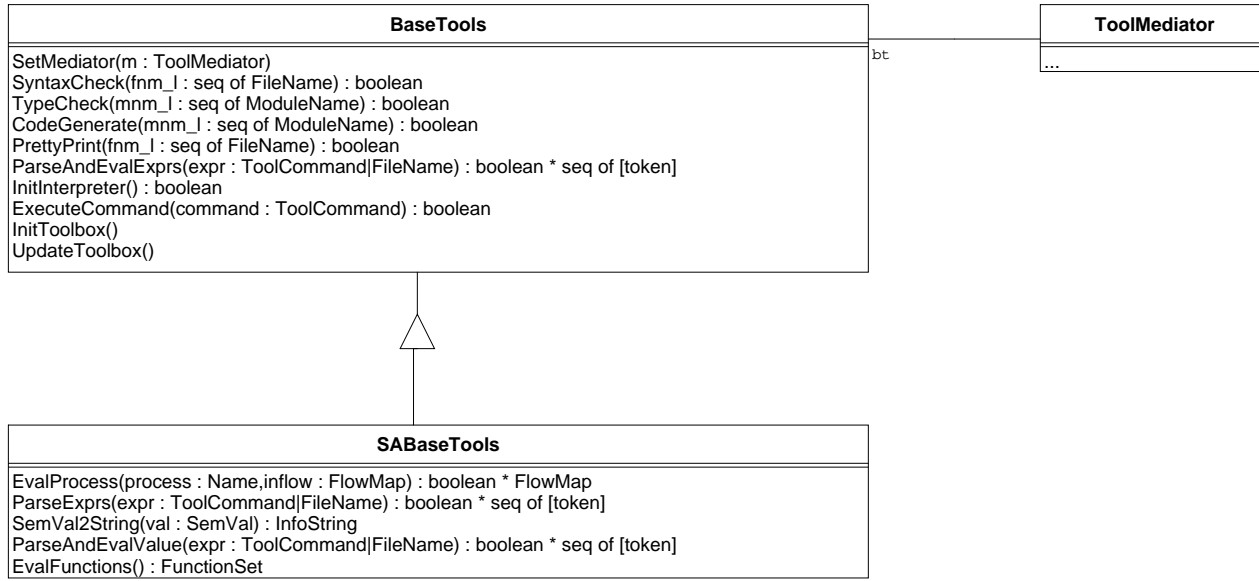 BaseTools
SetMediator(m : ToolMediator)
SyntaxCheck(fnm_l : seq of FileName) : boolean
TypeCheck(mnm_l : seq of ModuleName) : boolean
CodeGenerate(mnm_l : seq of ModuleName) : boolean
PrettyPrint(fnm_l : seq of FileName) : boolean
ParseAndEvalExprs(expr : ToolCommand|FileName) : boolean * seq of [token]
InitInterpreter() : boolean
ExecuteCommand(command : ToolCommand) : boolean
InitToolbox()
UpdateToolbox()
bt
ToolMediator
...
SABaseTools
EvalProcess(process : Name,inflow : FlowMap) : boolean * FlowMap
ParseExprs(expr : ToolCommand|FileName) : boolean * seq of [token]
SemVal2String(val : SemVal) : InfoString
ParseAndEvalValue(expr : ToolCommand|FileName) : boolean * seq of [token]
EvalFunctions() : FunctionSet